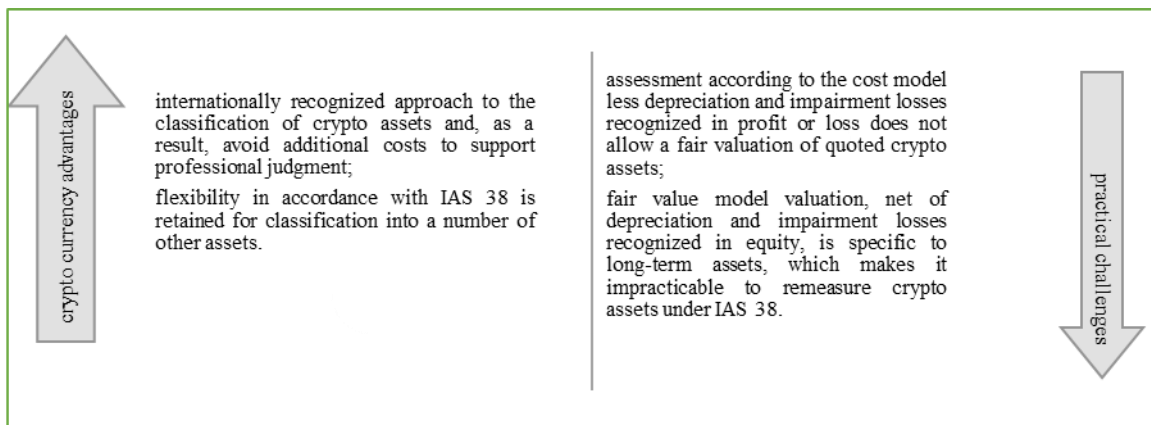 crypto currency advantages
internationally recognized approach to the
classification of crypto assets and, as a
result, avoid additional costs to support
professional judgment;
flexibility in accordance with IAS 38 is
retained for classification into a number of
other assets.
assessment according to the cost model
less depreciation and impairment losses
recognized in profit or loss does not
allow a fair valuation of quoted crypto
assets;
fair value model valuation, net of
depreciation and impairment losses
recognized in equity, is specific to
long-term assets, which makes it
impracticable to remeasure crypto
assets under IAS 38.
practical challenges